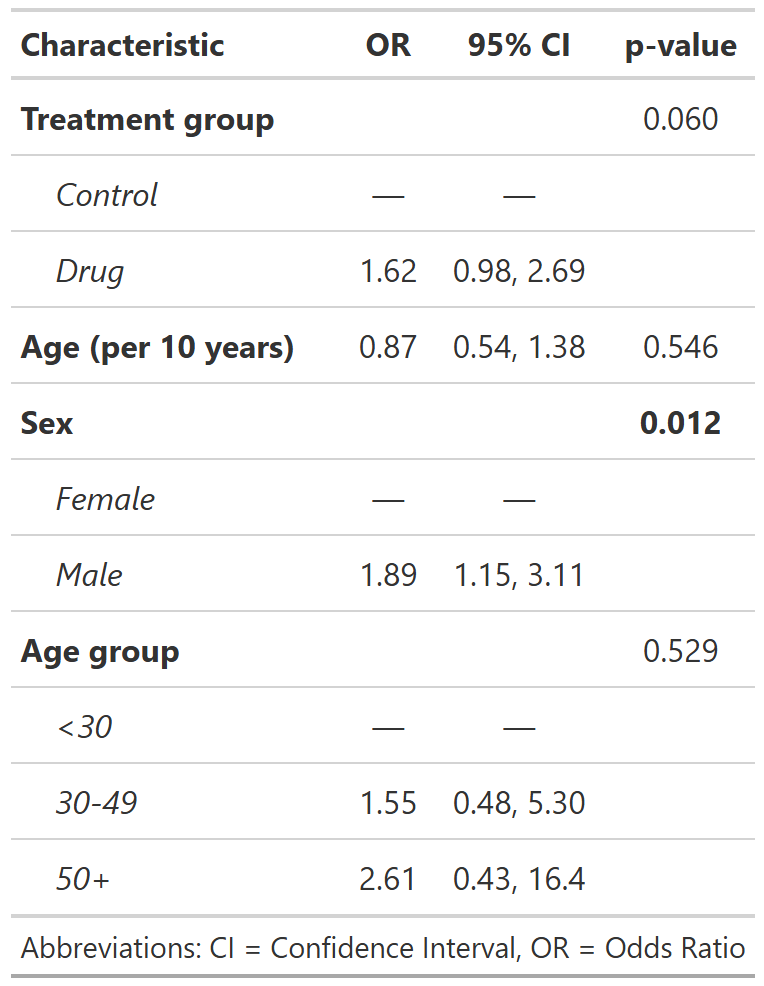 Characteristic OR 95% CI p-value
Treatment group 0.060
Control — —
Drug 1.62 0.98, 2.69
Age (per 10 years) 0.87 0.54, 1.38 0.546
Sex 0.012
Female — —
Male 1.89 1.15, 3.11
Age group 0.529
<30 — —
30-49 1.55 0.48, 5.30
50+ 2.61 0.43, 16.4
Abbreviations: CI = Confidence Interval, OR = Odds Ratio